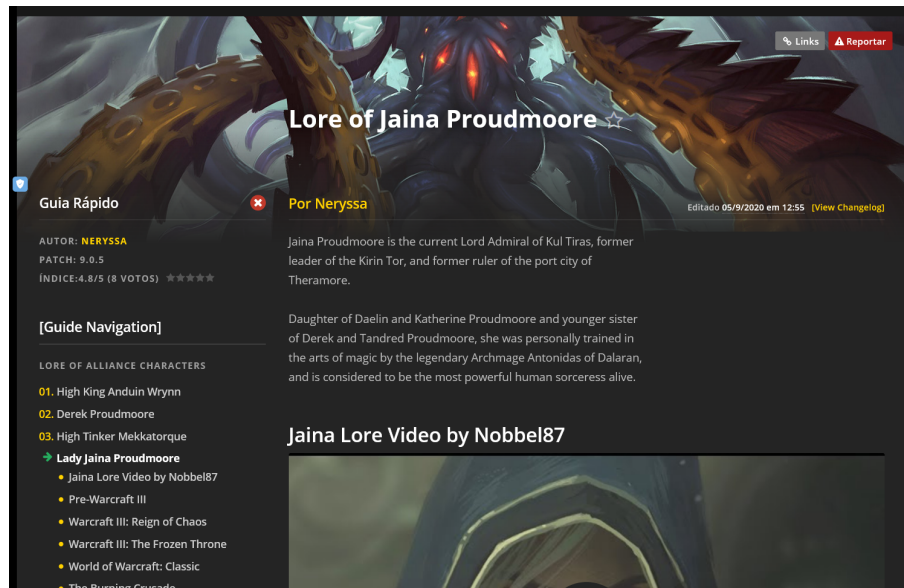 Links
Reportar
Lore of Jaina Proudmoore
Guia Rápido
AUTOR: NERYSSA
PATCH: 9.0.5
ÍNDICE:4.8/5 (8 VOTOS)
[Guide Navigation]
LORE OF ALLIANCE CHARACTERS
01. High King Anduin Wrynn
02. Derek Proudmoore
03. High Tinker Mekkatorque
Lady Jaina Proudmoore
Jaina Lore Video by Nobbel87
Pre-Warcraft III
Warcraft III: Reign of Chaos
Warcraft III: The Frozen Throne
World of Warcraft: Classic
The Burning Crusade
Por Neryssa
Editado 05/9/2020 em 12:55 [View Changelog]
Jaina Proudmoore is the current Lord Admiral of Kul Tiras, former
leader of the Kirin Tor, and former ruler of the port city of
Theramore.
Daughter of Daelin and Katherine Proudmoore and younger sister
of Derek and Tandred Proudmoore, she was personally trained in
the arts of magic by the legendary Archmage Antonidas of Dalaran,
and is considered to be the most powerful human sorceress alive.
Jaina Lore Video by Nobbel87